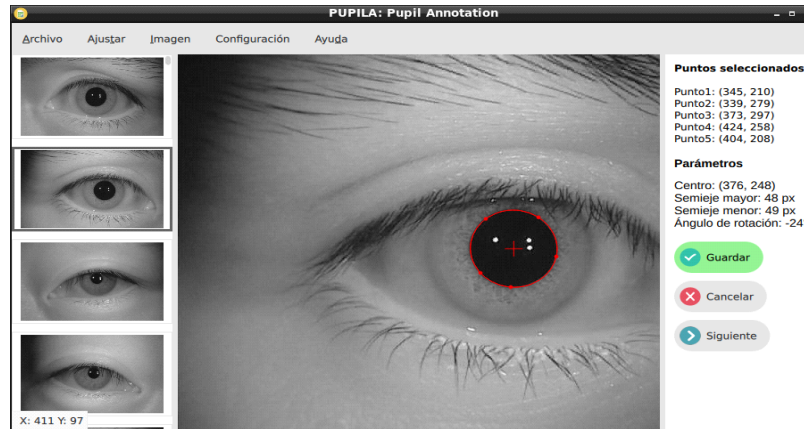 PUPILA: Pupil Annotation
Archivo Ajustar Imagen Configuración Ayuda
Puntos seleccionados
Punto1: (345, 210)
Punto2: (339, 279)
Punto3: (373, 297)
Punto4: (424, 258)
Punto5: (404, 208)
Parámetros
Centro: (376, 248)
Semieje mayor: 48 px
Semieje menor: 49 px
Ángulo de rotación: -24
Guardar
Cancelar
Siguiente
X: 411 Y: 97